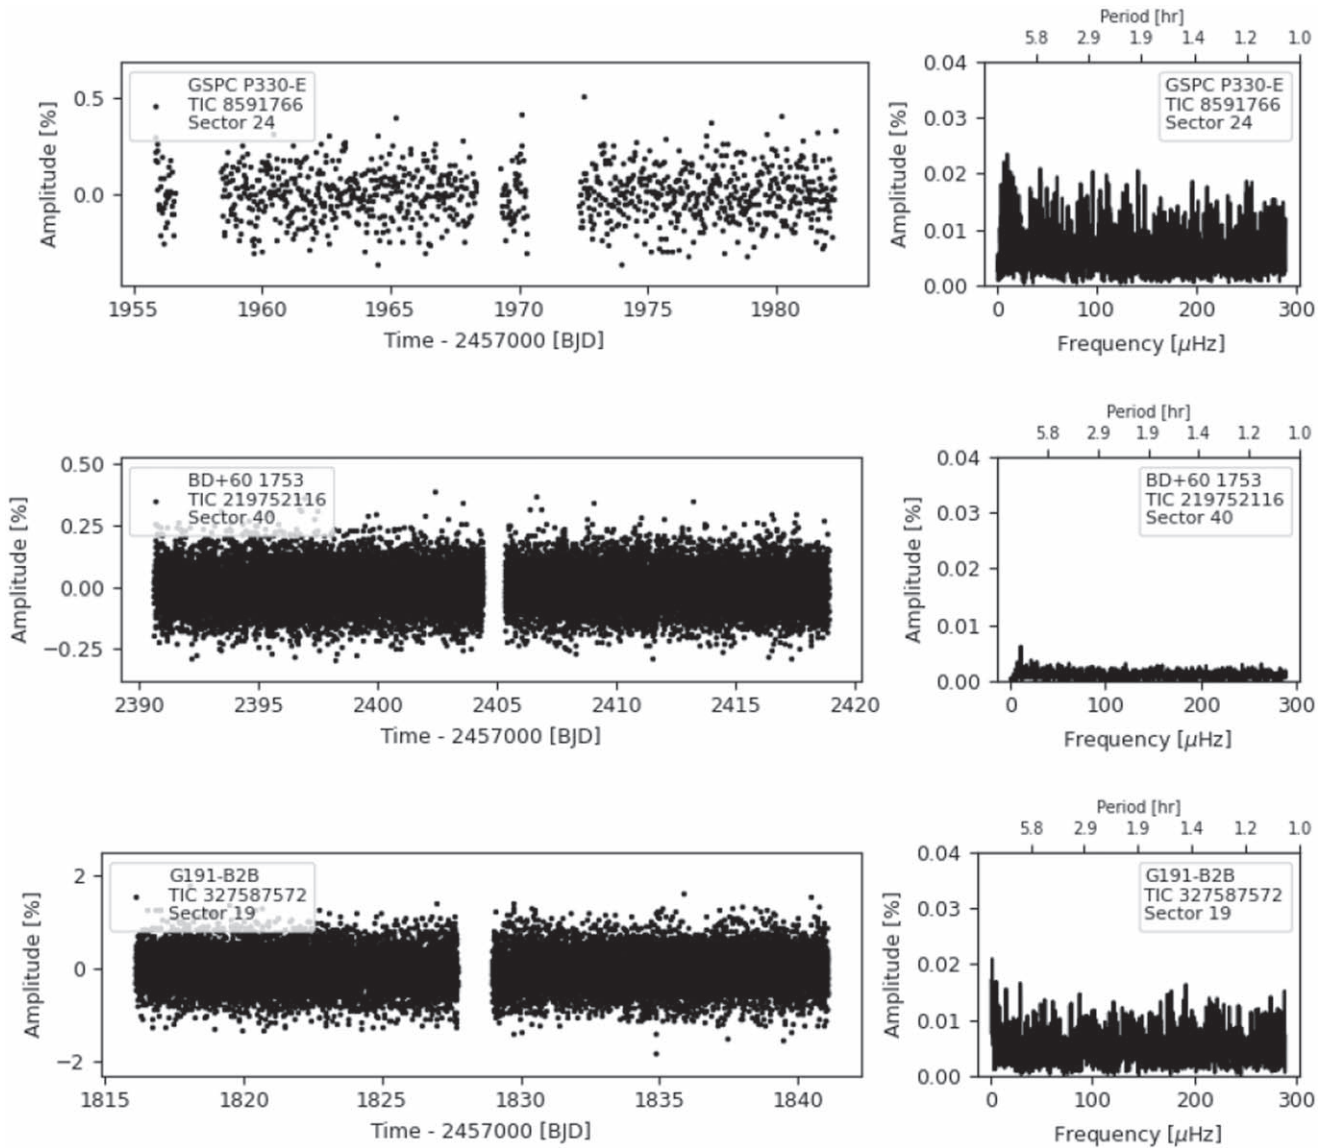 Period [hr]
5.8 2.9 1.9 1.4 1.2 1.0
GSPC P330-E
TIC 8591766
Sector 24
Amplitude [%]
0.5
0.0
1955 1960 1965 1970 1975 1980
Time - 2457000 [BJD]
GSPC P330-E
TIC 8591766
Sector 24
Amplitude [%]
0.04
0.03
0.02
0.01
0.00
0 100 200 300
Frequency [μHz]
Period [hr]
5.8 2.9 1.9 1.4 1.2 1.0
BD+60 1753
TIC 219752116
Sector 40
Amplitude [%]
0.50
0.25
0.00
−0.25
2390 2395 2400 2405 2410 2415 2420
Time - 2457000 [BJD]
BD+60 1753
TIC 219752116
Sector 40
Amplitude [%]
0.04
0.03
0.02
0.01
0.00
0 100 200 300
Frequency [μHz]
Period [hr]
5.8 2.9 1.9 1.4 1.2 1.0
G191-B2B
TIC 327587572
Sector 19
Amplitude [%]
2
0
−2
1815 1820 1825 1830 1835 1840
Time - 2457000 [BJD]
G191-B2B
TIC 327587572
Sector 19
Amplitude [%]
0.04
0.03
0.02
0.01
0.00
0 100 200 300
Frequency [μHz]